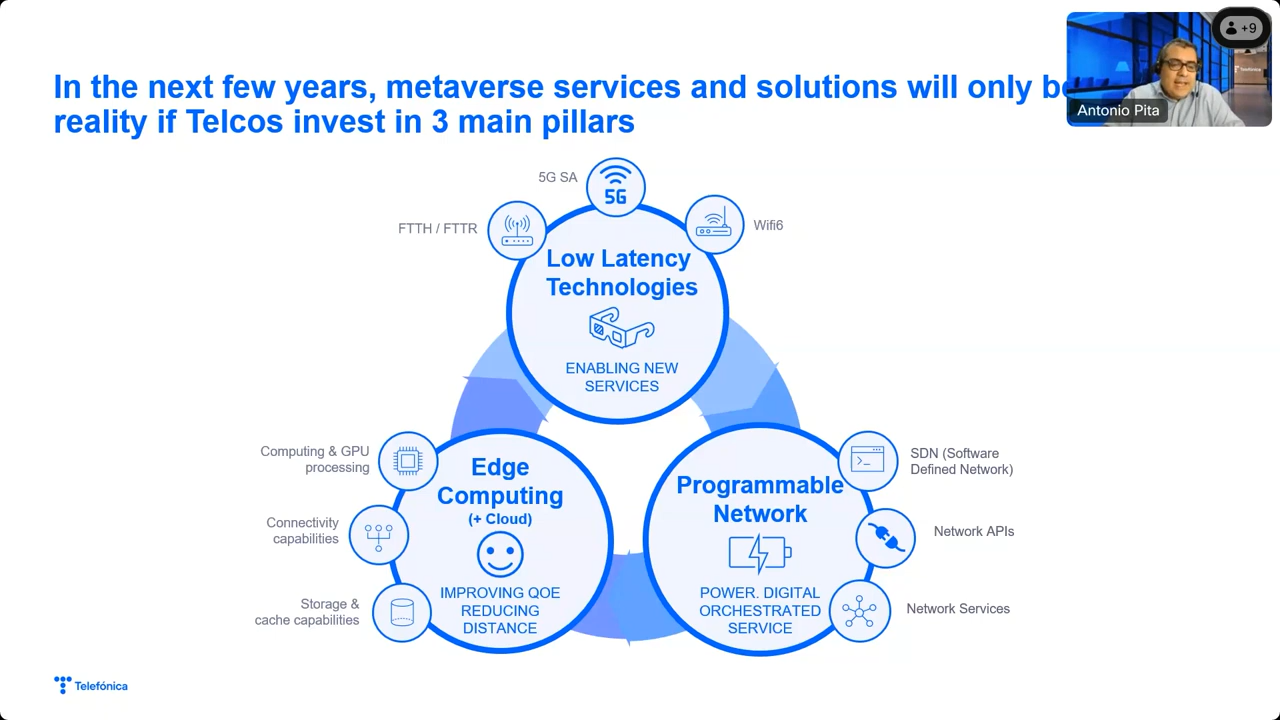 In the next few years, metaverse services and solutions will only
reality if Telcos invest in 3 main pillars
+9
Telefónica
Antonio Pita
5G SA
5G
FTTH / FTTR
Wifi6
Low Latency
Technologies
ENABLING NEW
SERVICES
Computing & GPU
processing
Connectivity
capabilities
Storage &
cache capabilities
Edge
Computing
(+ Cloud)
IMPROVING QOE
REDUCING
DISTANCE
Programmable
Network
POWER. DIGITAL
ORCHESTRATED
SERVICE
SDN (Software
Defined Network)
Network APIs
Network Services
Telefónica